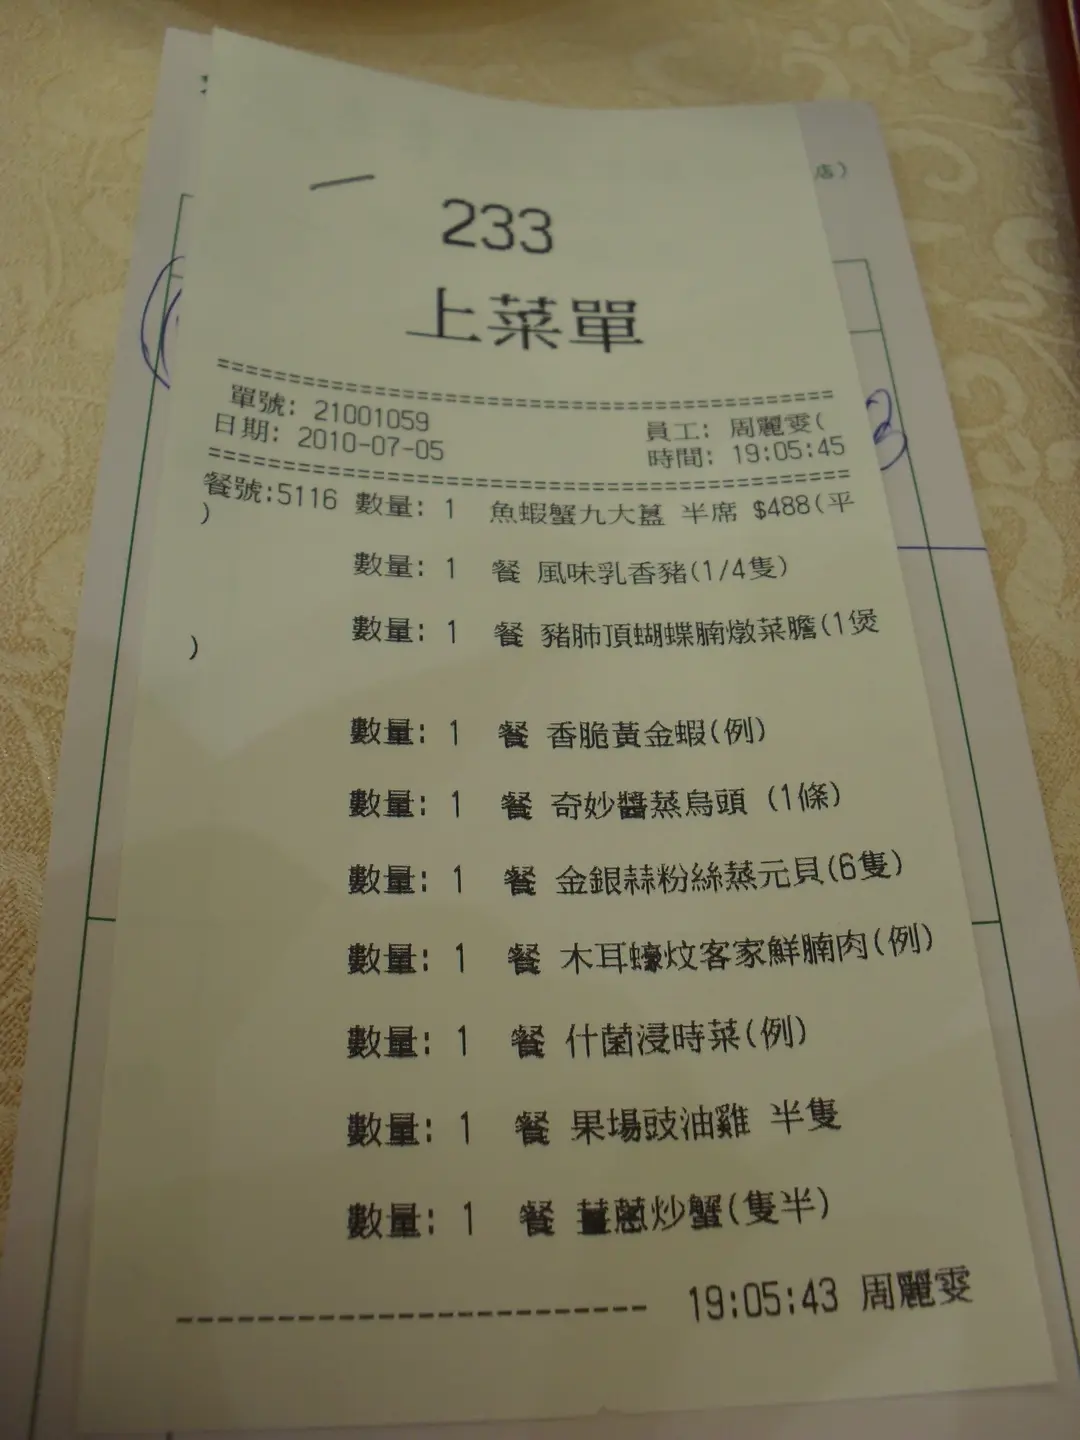 店)
233
上菜單
單號: 21001059 員工: 周麗雯(
日期: 2010-07-05 時間: 19:05:45
餐號:5116 數量: 1 魚蝦蟹九大簋 半席 $488(平
)
數量: 1 餐 風味乳香豬(1/4隻)
數量: 1 餐 豬肺頂蝴蝶腩燉菜膽(1煲
)
數量: 1 餐 香脆黃金蝦(例)
數量: 1 餐 奇妙醬蒸烏頭 (1條)
數量: 1 餐 金銀蒜粉絲蒸元貝(6隻)
數量: 1 餐 木耳蠔炆客家鮮腩肉(例)
數量: 1 餐 什菌浸時菜(例)
數量: 1 餐 果場豉油雞 半隻
數量: 1 餐 薑蔥炒蟹(隻半)
19:05:43 周麗雯